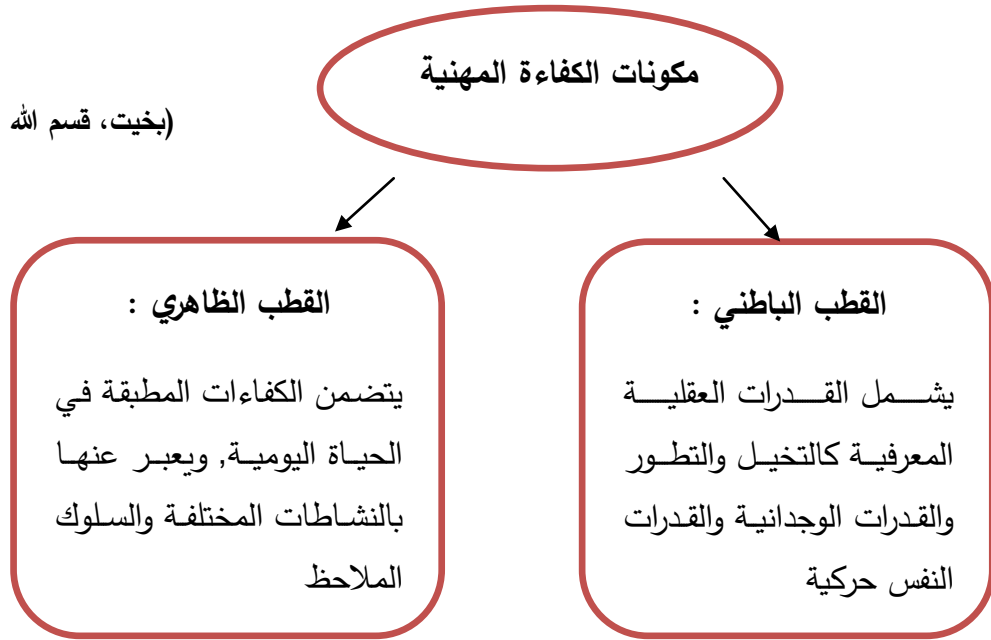 مكونات الكفاءة المهنية
(بخيت، قسم الله
القطب الباطني :
يشمل القدرات العقلية
المعرفية كالتخيل والتطور
والقدرات الوجدانية والقدرات
النفس حركية
القطب الظاهري :
يتضمن الكفاءات المطبقة في
الحياة اليومية, ويعبر عنها
بالنشاطات المختلفة والسلوك
الملاحظ